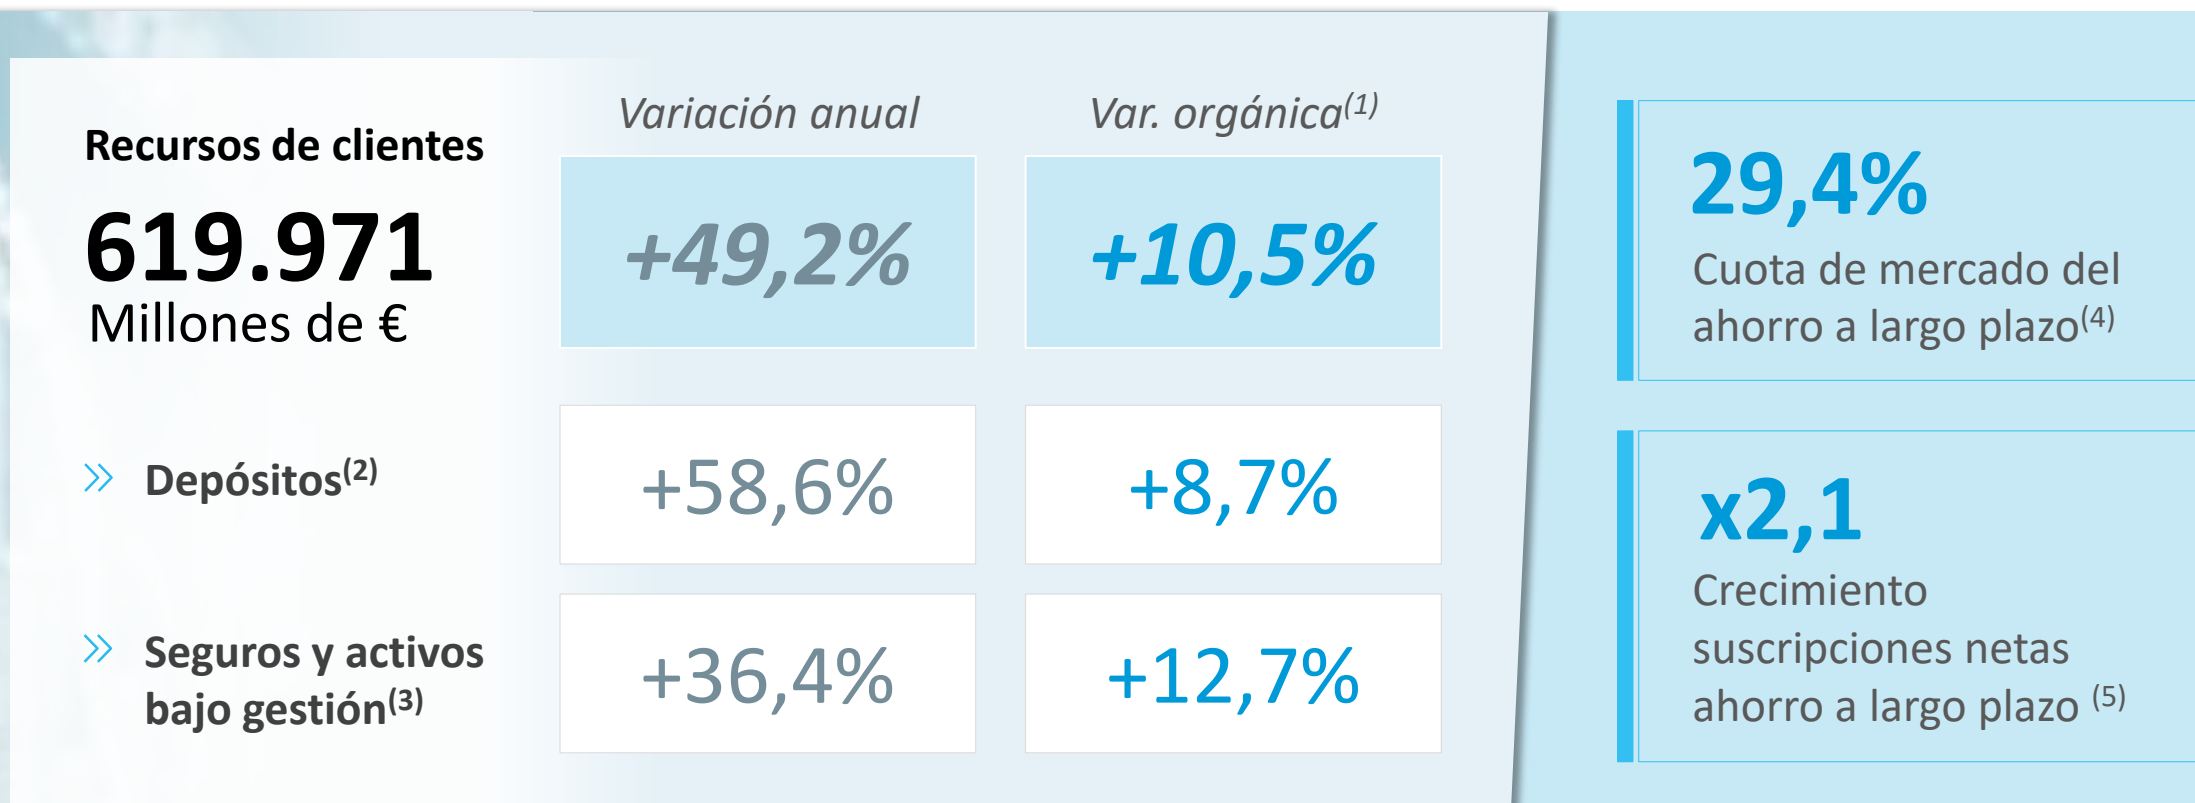 Variación anual
Var. orgánica(1)
Recursos de clientes
619.971
Millones de €
+49,2%
+10,5%
Depósitos(2)
+58,6%
+8,7%
Seguros y activos
bajo gestión(3)
+36,4%
+12,7%
29,4%
Cuota de mercado del
ahorro a largo plazo(4)
x2,1
Crecimiento
suscripciones netas
ahorro a largo plazo (5)